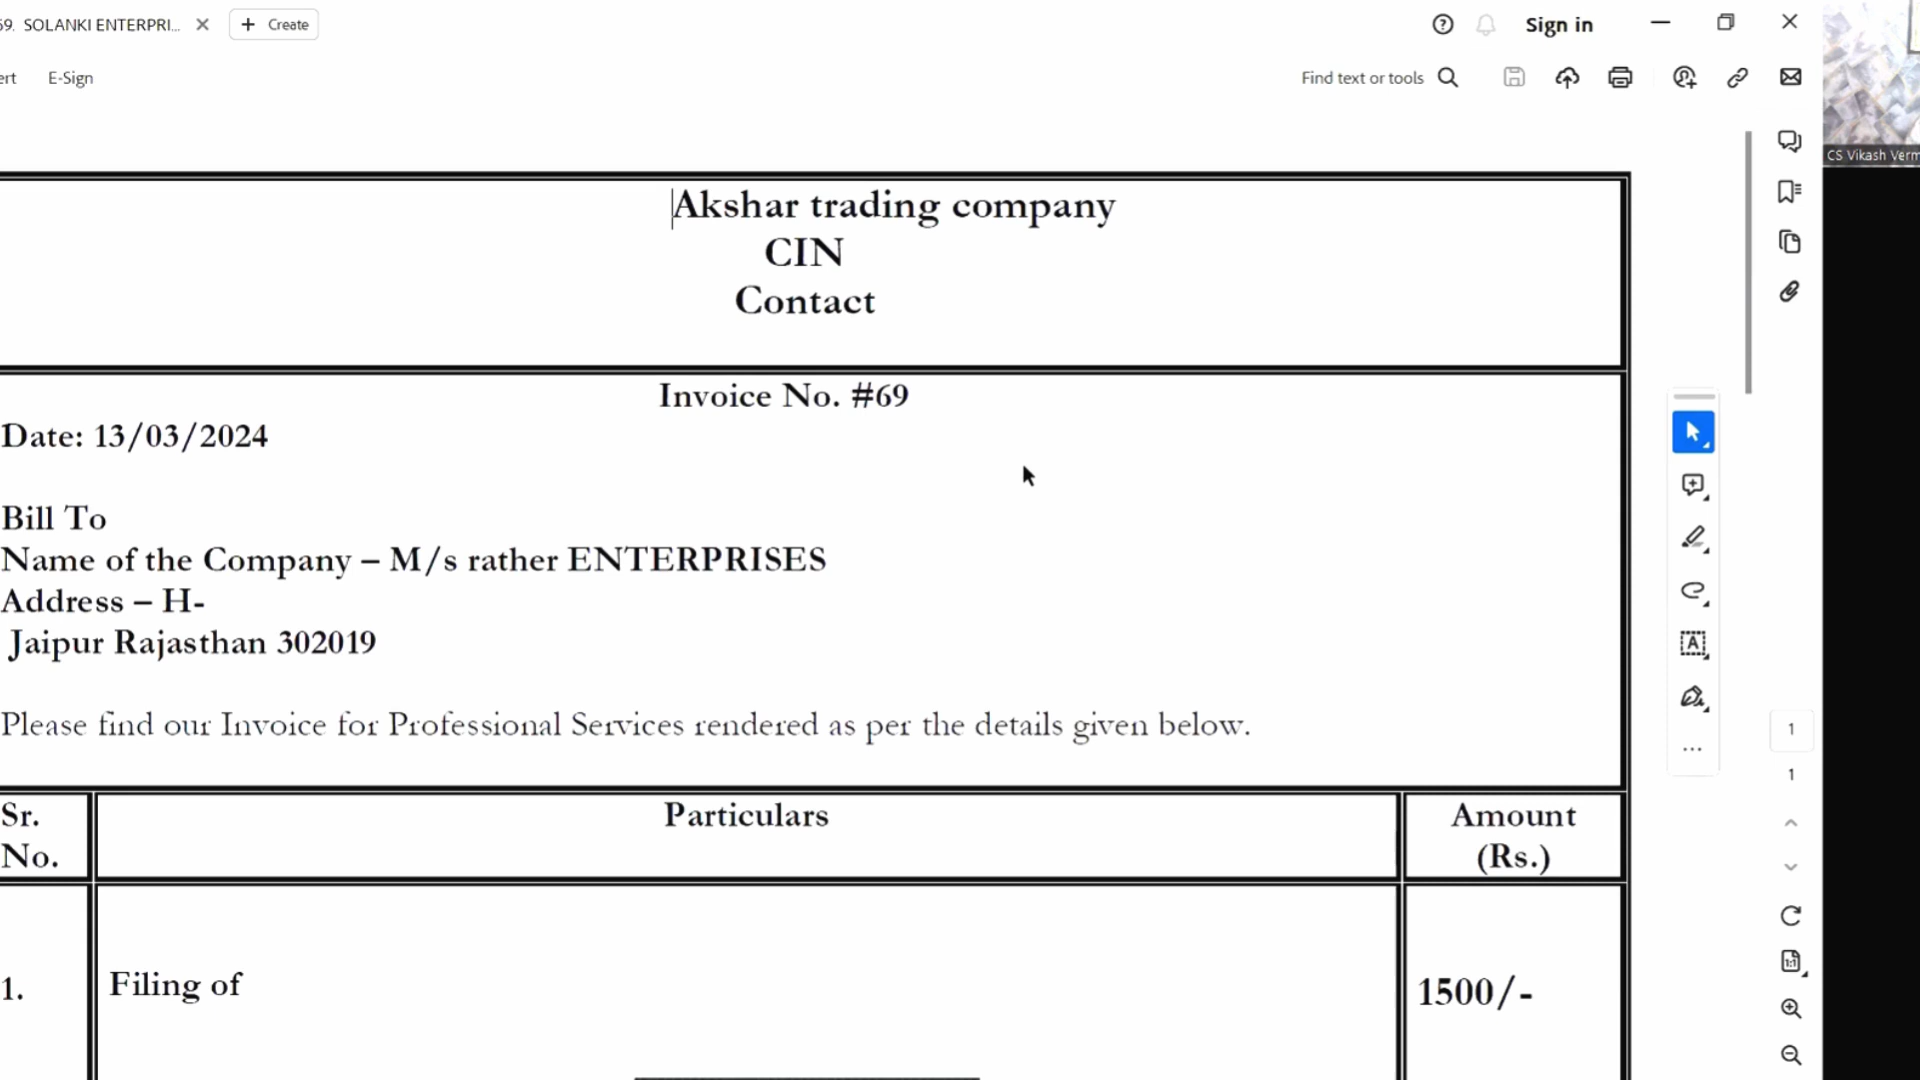 69. SOLANKI ENTERPRI...
Create
Sign in
ert
E-Sign
Find text or tools
CS Vikash Verm
Akshar trading company
CIN
Contact
Invoice No. #69
Date: 13/03/2024
Bill To
Name of the Company – M/s rather ENTERPRISES
Address – H-
Jaipur Rajasthan 302019
Please find our Invoice for Professional Services rendered as per the details given below.
Sr. No.
Particulars
Amount (Rs.)
1.
Filing of
1500/-
1
1